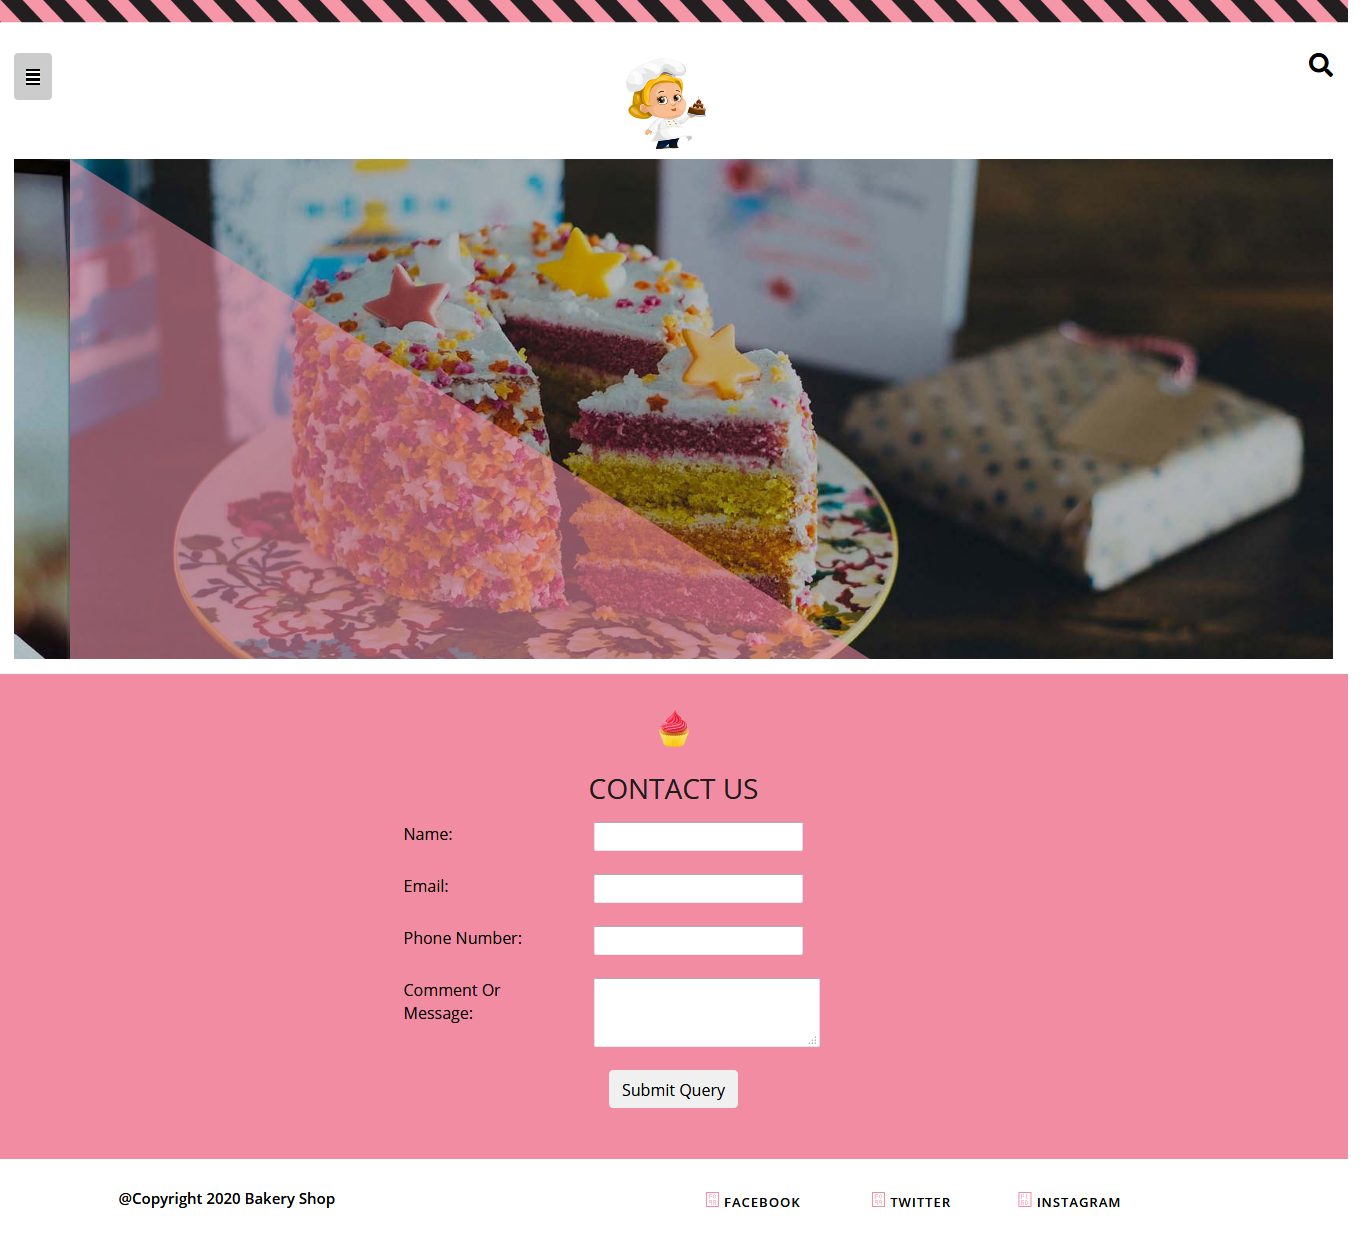 CONTACT US
Name:
Email:
Phone Number:
Comment Or
Message:
Submit Query
@Copyright 2020 Bakery Shop
FACEBOOK
TWITTER
INSTAGRAM